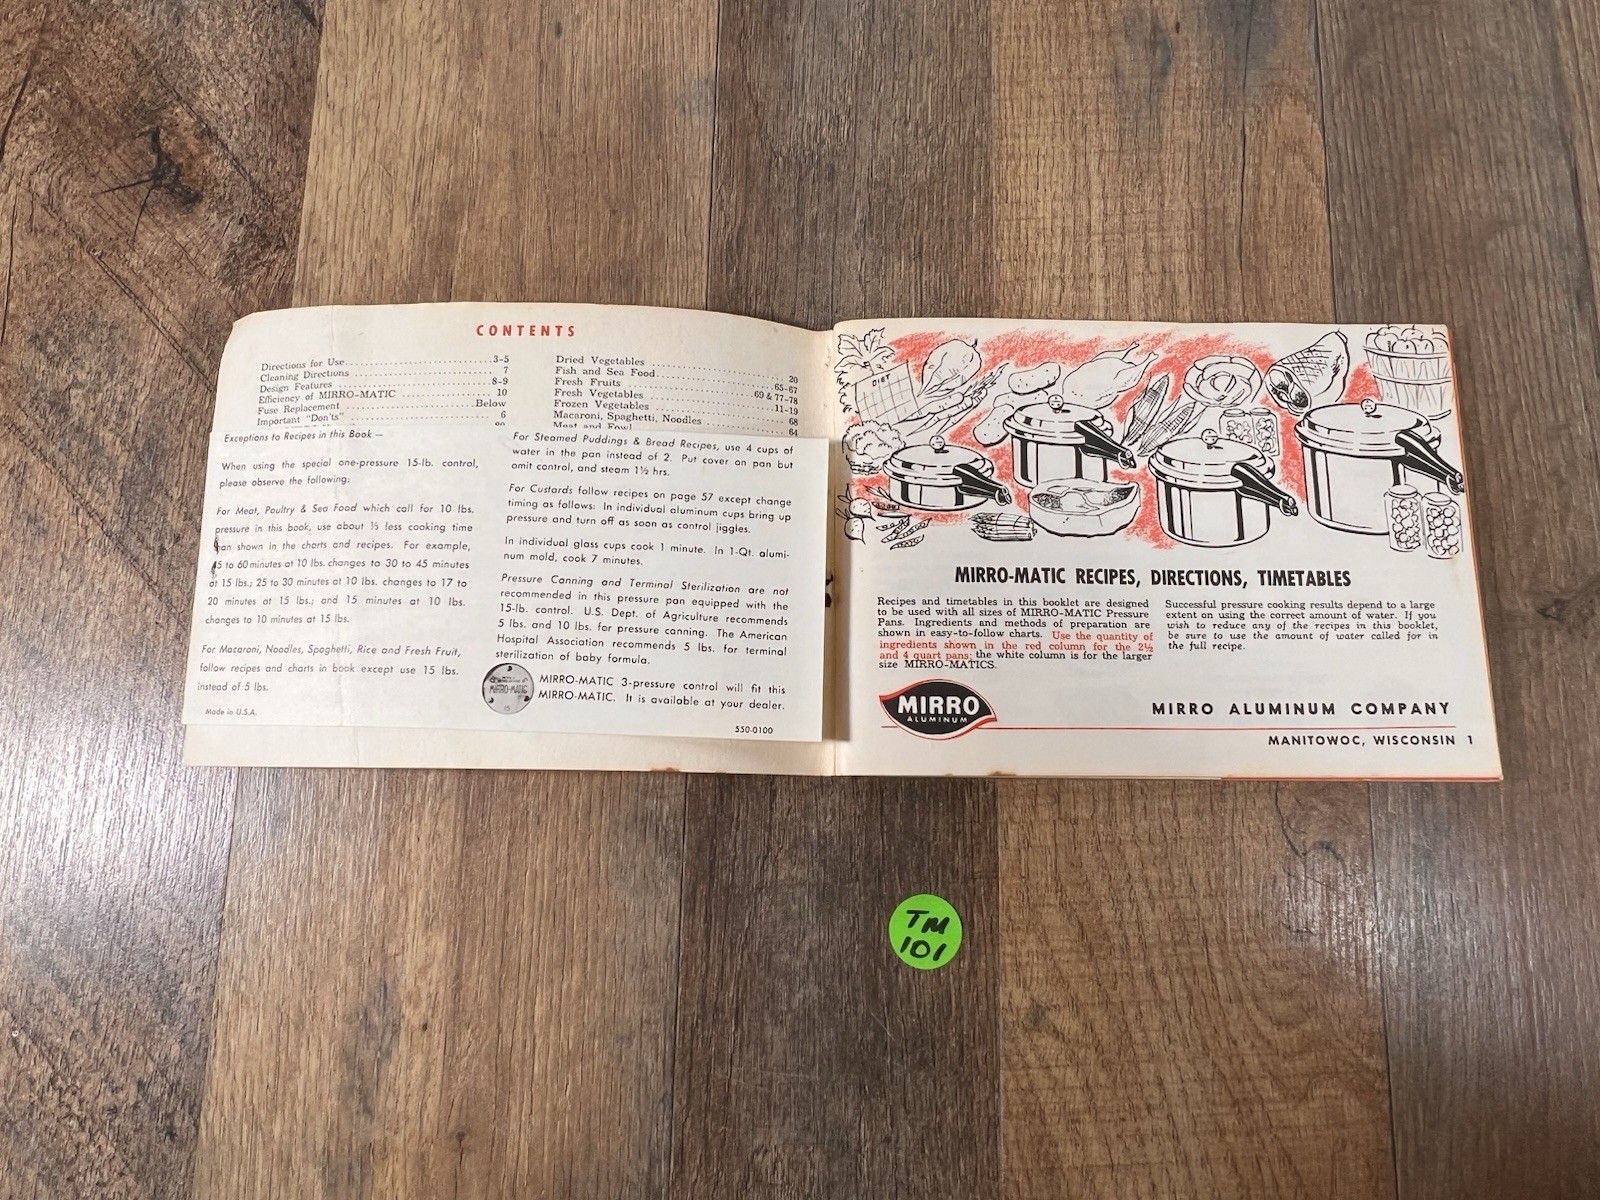 CONTENTS
Directions for Use 3-5
Cleaning Directions 7
Design Features 8-9
Efficiency of MIRRO-MATIC 10
Fuse Replacement Below
Important "Don'ts" 6
80
Dried Vegetables 20
Fish and Sea Food 65-67
Fresh Fruits 69 & 77-78
Fresh Vegetables 11-19
Frozen Vegetables 68
Macaroni, Spaghetti, Noodles 64
Meat and Fowl
Exceptions to Recipes in this Book —
When using the special one-pressure 15-lb. control,
please observe the following:
For Meat, Poultry & Sea Food which call for 10 lbs.
pressure in this book, use about ⅓ less cooking time
than shown in the charts and recipes. For example,
45 to 60 minutes at 10 lbs. changes to 30 to 45 minutes
at 15 lbs.; 25 to 30 minutes at 10 lbs. changes to 17 to
20 minutes at 15 lbs.; and 15 minutes at 10 lbs.
changes to 10 minutes at 15 lbs.
For Macaroni, Noodles, Spaghetti, Rice and Fresh Fruit,
follow recipes and charts in book except use 15 lbs.
instead of 5 lbs.
Made in U.S.A.
For Steamed Puddings & Bread Recipes, use 4 cups of
water in the pan instead of 2. Put cover on pan but
omit control, and steam 1½ hrs.
For Custards follow recipes on page 57 except change
timing as follows: In individual aluminum cups bring up
pressure and turn off as soon as control jiggles.
In individual glass cups cook 1 minute. In 1-Qt. alumi-
num mold, cook 7 minutes.
Pressure Canning and Terminal Sterilization are not
recommended in this pressure pan equipped with the
15-lb. control. U.S. Dept. of Agriculture recommends
5 lbs. and 10 lbs. for pressure canning. The American
Hospital Association recommends 5 lbs. for terminal
sterilization of baby formula.
MIRRO-MATIC
MIRRO-MATIC 3-pressure control will fit this
MIRRO-MATIC. It is available at your dealer.
550-0100
DIET
MIRRO-MATIC RECIPES, DIRECTIONS, TIMETABLES
Recipes and timetables in this booklet are designed
to be used with all sizes of MIRRO-MATIC Pressure
Pans. Ingredients and methods of preparation are
shown in easy-to-follow charts. Use the quantity of
ingredients shown in the red column for the 2½
and 4 quart pans; the white column is for the larger
size MIRRO-MATICS.
Successful pressure cooking results depend to a large
extent on using the correct amount of water. If you
wish to reduce any of the recipes in this booklet,
be sure to use the amount of water called for in
the full recipe.
MIRRO
ALUMINUM
MIRRO ALUMINUM COMPANY
MANITOWOC, WISCONSIN 1
TM
101